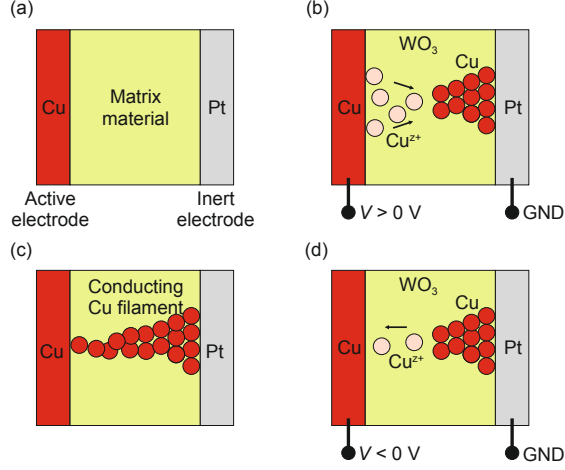 (a)
Cu
Matrix
material
Pt
Active
electrode
Inert
electrode
(b)
WO₃
Cu
Cu
Pt
Cuᶻ⁺
V > 0 V
GND
(c)
Conducting
Cu filament
Cu
Pt
(d)
WO₃
Cu
Cu
Pt
Cuᶻ⁺
V < 0 V
GND